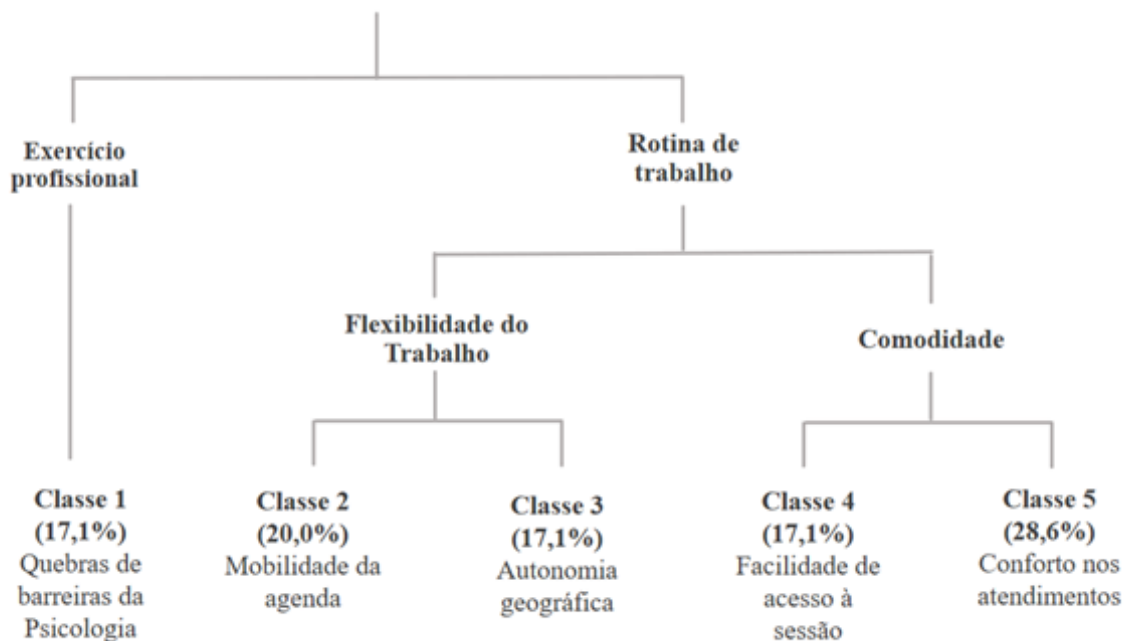 Exercício
profissional
Rotina de
trabalho
Flexibilidade do
Trabalho
Comodidade
Classe 1
(17,1%)
Quebras de
barreiras da
Psicologia
Classe 2
(20,0%)
Mobilidade da
agenda
Classe 3
(17,1%)
Autonomia
geográfica
Classe 4
(17,1%)
Facilidade de
acesso à
sessão
Classe 5
(28,6%)
Conforto nos
atendimentos